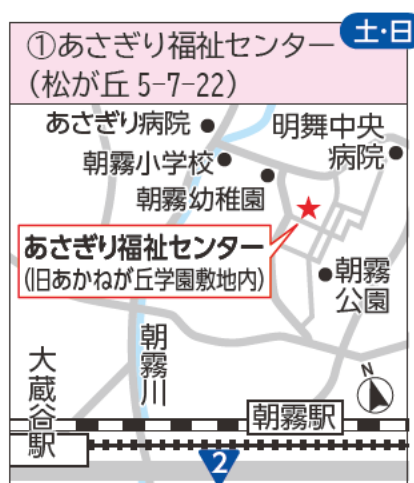 土・日
①あさぎり福祉センター
(松が丘 5-7-22)
あさぎり病院
明舞中央
病院
朝霧小学校
朝霧幼稚園
あさぎり福祉センター
(旧あかねが丘学園敷地内)
朝霧
公園
朝霧川
大蔵谷駅
N
朝霧駅
2